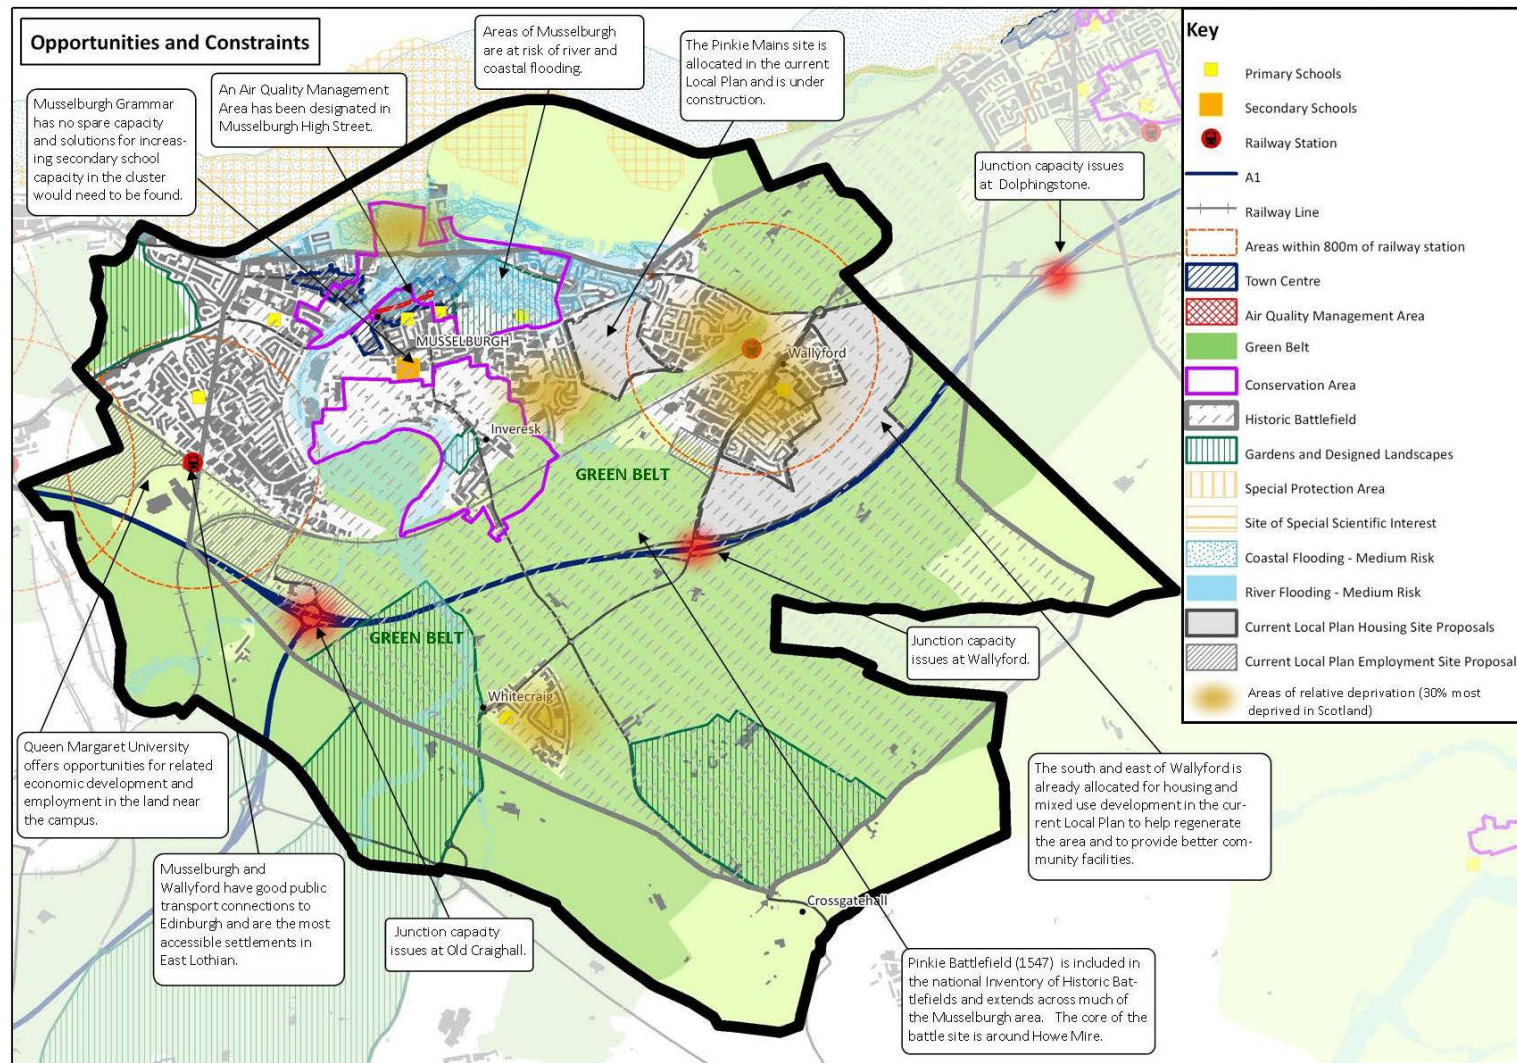 Opportunities and Constraints
Musselburgh Grammar
has no spare capacity
and solutions for increas-
ing secondary school
capacity in the cluster
would need to be found.
An Air Quality Management
Area has been designated in
Musselburgh High Street.
Areas of Musselburgh
are at risk of river and
coastal flooding.
The Pinkie Mains site is
allocated in the current
Local Plan and is under
construction.
Junction capacity issues
at Dolphingstone.
MUSSELBURGH
Wallyford
Inveresk
GREEN BELT
GREEN BELT
Whitecraig
Crossgatehall
Junction capacity
issues at Wallyford.
Queen Margaret University
offers opportunities for related
economic development and
employment in the land near
the campus.
Musselburgh and
Wallyford have good public
transport connections to
Edinburgh and are the most
accessible settlements in
East Lothian.
Junction capacity
issues at Old Craighall.
The south and east of Wallyford is
already allocated for housing and
mixed use development in the cur-
rent Local Plan to help regenerate
the area and to provide better com-
munity facilities.
Pinkie Battlefield (1547) is included in
the national Inventory of Historic Bat-
tlefields and extends across much of
the Musselburgh area. The core of the
battle site is around Howe Mire.
Key
Primary Schools
Secondary Schools
Railway Station
A1
Railway Line
Areas within 800m of railway station
Town Centre
Air Quality Management Area
Green Belt
Conservation Area
Historic Battlefield
Gardens and Designed Landscapes
Special Protection Area
Site of Special Scientific Interest
Coastal Flooding - Medium Risk
River Flooding - Medium Risk
Current Local Plan Housing Site Proposals
Current Local Plan Employment Site Proposal
Areas of relative deprivation (30% most
deprived in Scotland)